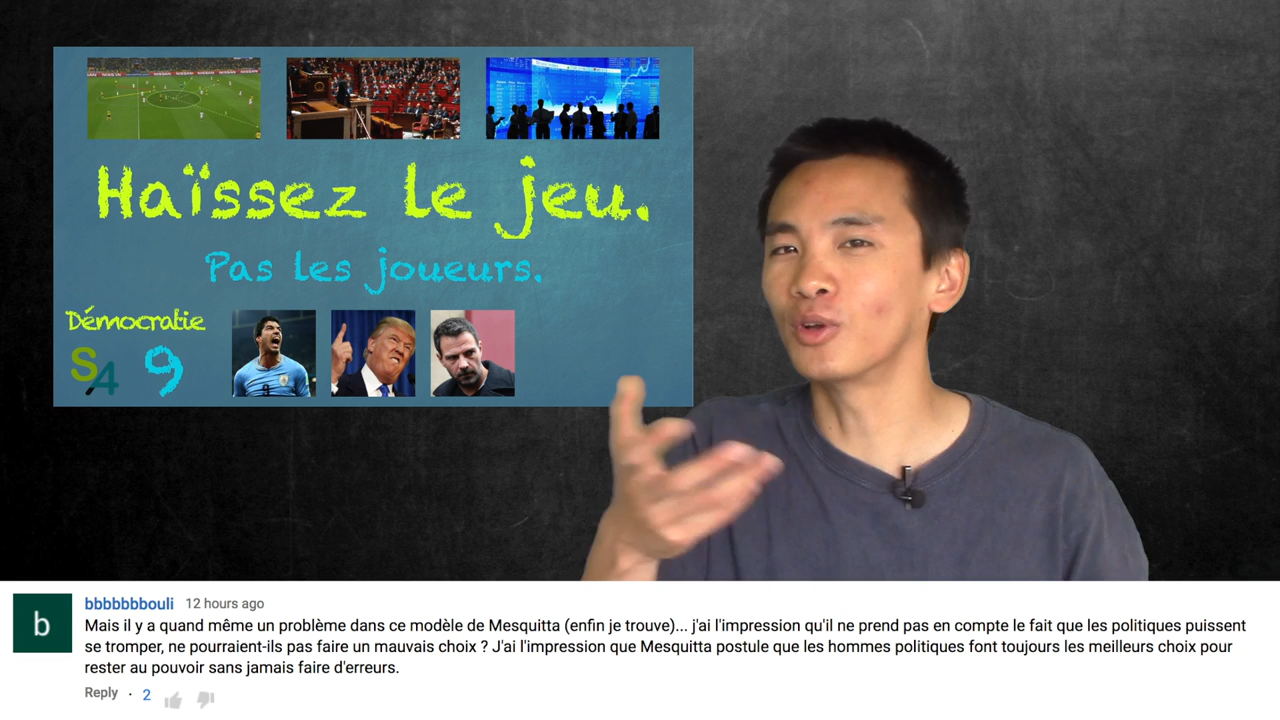 NISSAN NISSAN NISSAN NISSAN
Haïssez le jeu.
Pas les joueurs.
Démocratie
S4 9
b
bbbbbbbouli 12 hours ago
Mais il y a quand même un problème dans ce modèle de Mesquitta (enfin je trouve)... j'ai l'impression qu'il ne prend pas en compte le fait que les politiques puissent
se tromper, ne pourraient-ils pas faire un mauvais choix ? J'ai l'impression que Mesquitta postule que les hommes politiques font toujours les meilleurs choix pour
rester au pouvoir sans jamais faire d'erreurs.
Reply · 2